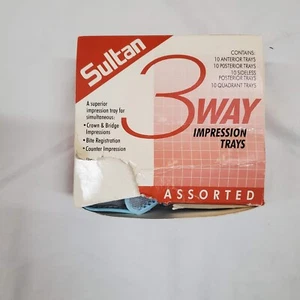 Sultan
CONTAINS:
10 ANTERIOR TRAYS
10 POSTERIOR TRAYS
10 SIDELESS
POSTERIOR TRAYS
10 QUADRANT TRAYS
3 WAY
IMPRESSION
TRAYS
A superior
impression tray for
simultaneous:
• Crown & Bridge
Impressions
• Bite Registration
• Counter Impression
ASSORTED